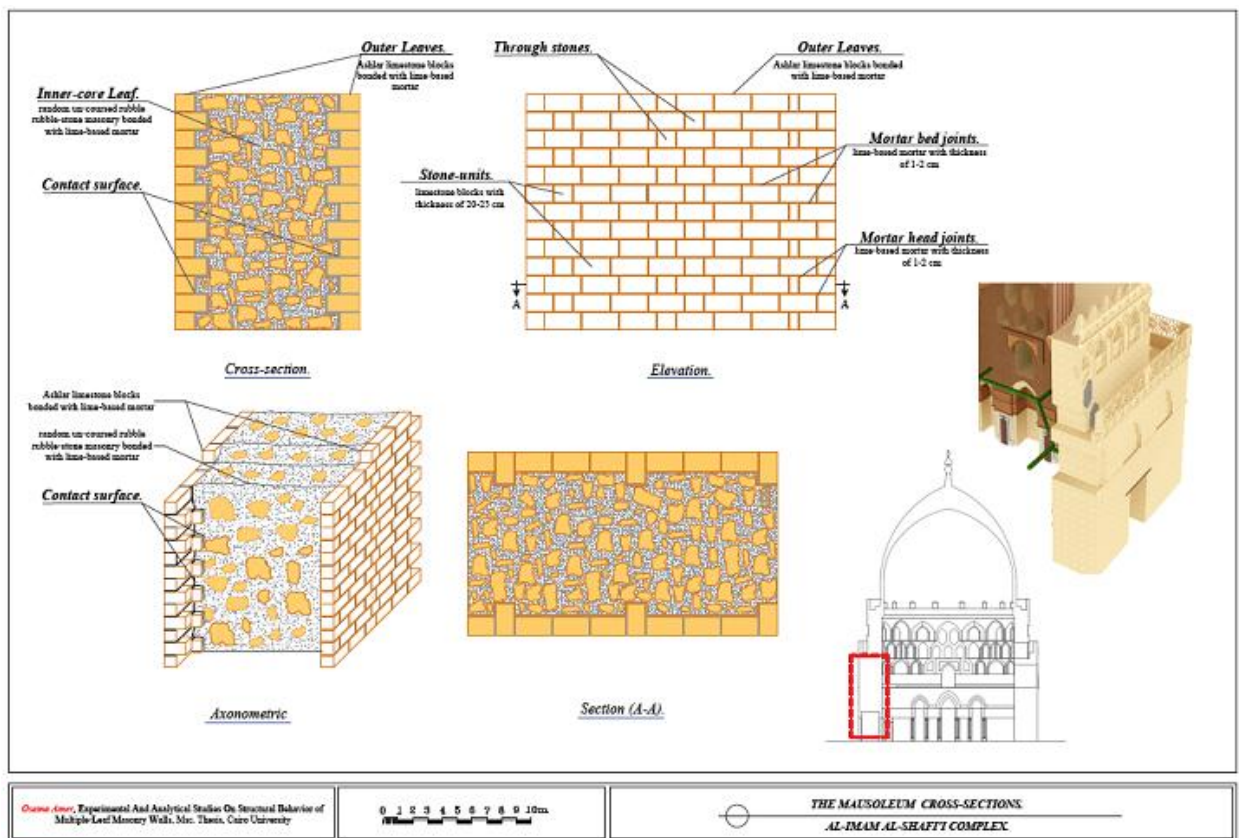 Outer Leaves.
Ashlar limestone blocks
bonded with lime-based
mortar
Inner-core Leaf.
random un-coursed rubble
rubble-stone masonry bonded
with lime-based mortar
Contact surface.
Cross-section.
Through stones.
Outer Leaves.
Ashlar limestone blocks bonded
with lime-based mortar
Mortar bed joints.
lime-based mortar with thickness
of 1-2 cm
Stone-units.
limestone blocks with
thickness of 20-25 cm
Mortar head joints.
lime-based mortar with thickness
of 1-2 cm
A
A
Elevation.
Ashlar limestone blocks
bonded with lime-based mortar
random un-coursed rubble
rubble-stone masonry bonded
with lime-based mortar
Contact surface.
Axonometric
Section (A-A).
Osama Amer, Experimental And Analytical Studies On Structural Behavior of
Multiple-Leaf Masonry Walls, Msc. Thesis, Cairo University
0 1 2 3 4 5 6 7 8 9 10m
THE MAUSOLEUM CROSS-SECTIONS.
AL-IMAM AL-SHAFI'I COMPLEX.